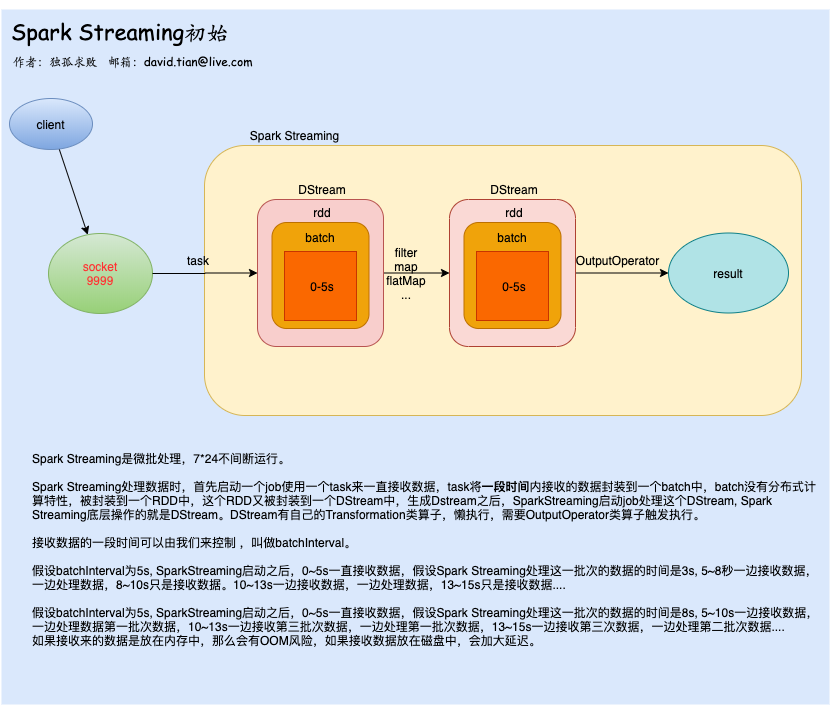 Spark Streaming初始
作者：独孤求败 邮箱：david.tian@live.com
client
Spark Streaming
DStream
DStream
rdd
rdd
batch
batch
socket
9999
task
0-5s
filter
map
flatMap
...
0-5s
OutputOperator
result
Spark Streaming是微批处理，7*24不间断运行。
Spark Streaming处理数据时，首先启动一个job使用一个task来一直接收数据，task将一段时间内接收的数据封装到一个batch中，batch没有分布式计
算特性，被封装到一个RDD中，这个RDD又被封装到一个DStream中，生成Dstream之后，SparkStreaming启动job处理这个DStream, Spark
Streaming底层操作的就是DStream。DStream有自己的Transformation类算子，懒执行，需要OutputOperator类算子触发执行。
接收数据的一段时间可以由我们来控制 ，叫做batchInterval。
假设batchInterval为5s, SparkStreaming启动之后，0~5s一直接收数据，假设Spark Streaming处理这一批次的数据的时间是3s, 5~8秒一边接收数据，
一边处理数据，8~10s只是接收数据。10~13s一边接收数据，一边处理数据，13~15s只是接收数据....
假设batchInterval为5s, SparkStreaming启动之后，0~5s一直接收数据，假设Spark Streaming处理这一批次的数据的时间是8s, 5~10s一边接收数据，
一边处理数据第一批次数据，10~13s一边接收第三批次数据，一边处理第一批次数据，13~15s一边接收第三次数据，一边处理第二批次数据....
如果接收来的数据是放在内存中，那么会有OOM风险，如果接收数据放在磁盘中，会加大延迟。